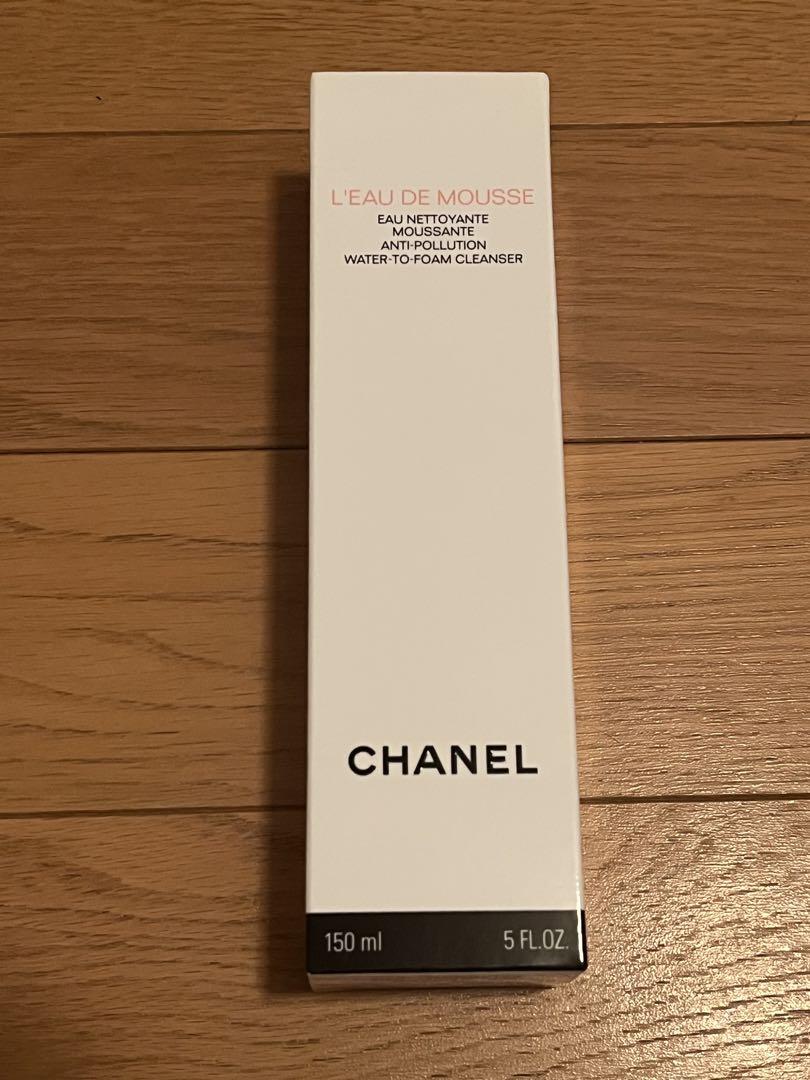 L'EAU DE MOUSSE
EAU NETTOYANTE
MOUSSANTE
ANTI-POLLUTION
WATER-TO-FOAM CLEANSER
CHANEL
150 ml 5 FL.OZ.